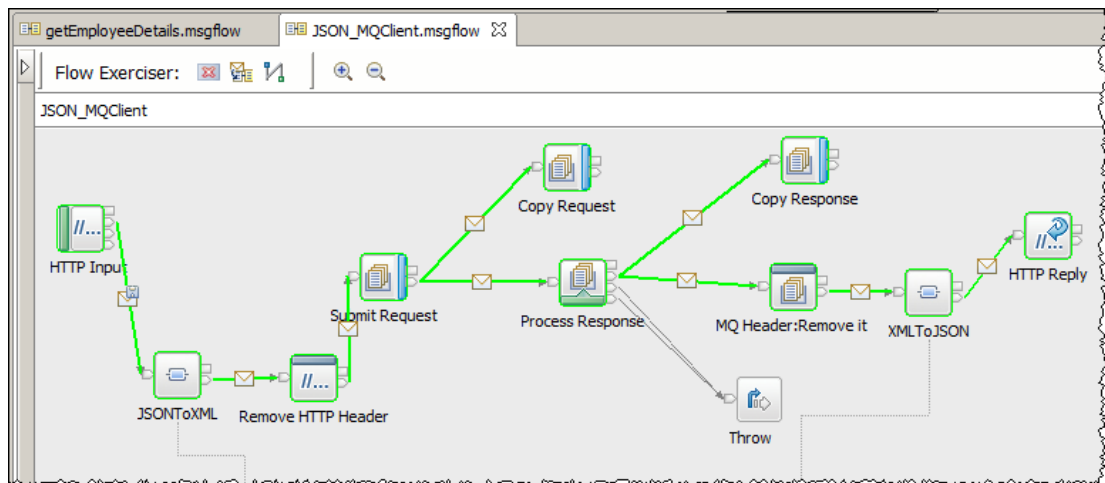 getEmployeeDetails.msgflow
JSON_MQClient.msgflow
Flow Exerciser:
JSON_MQClient
Copy Request
Copy Response
//...
HTTP Input
//...
HTTP Reply
Submit Request
Process Response
MQ Header:Remove it
XMLToJSON
//...
JSONToXML
Remove HTTP Header
Throw